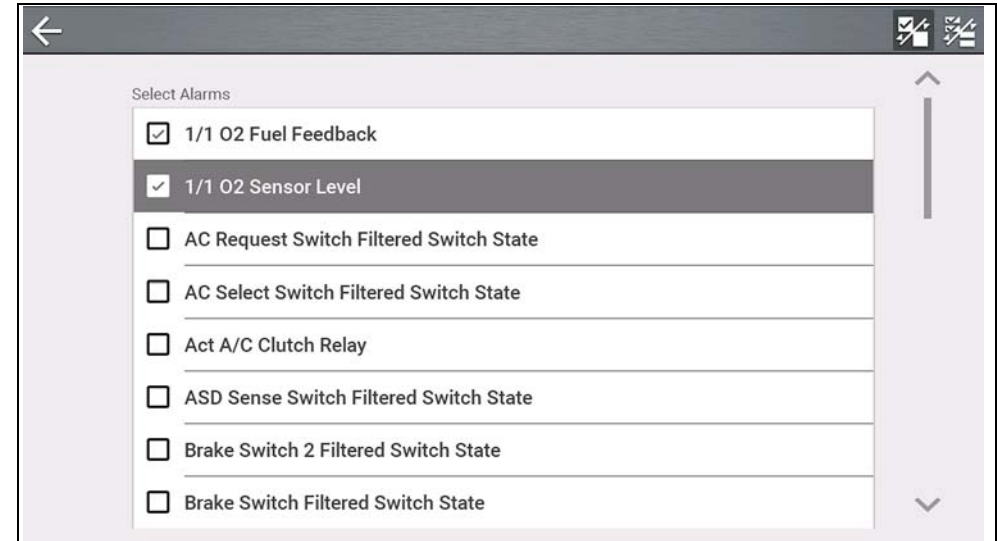 Select Alarms
1/1 O2 Fuel Feedback
1/1 O2 Sensor Level
AC Request Switch Filtered Switch State
AC Select Switch Filtered Switch State
Act A/C Clutch Relay
ASD Sense Switch Filtered Switch State
Brake Switch 2 Filtered Switch State
Brake Switch Filtered Switch State